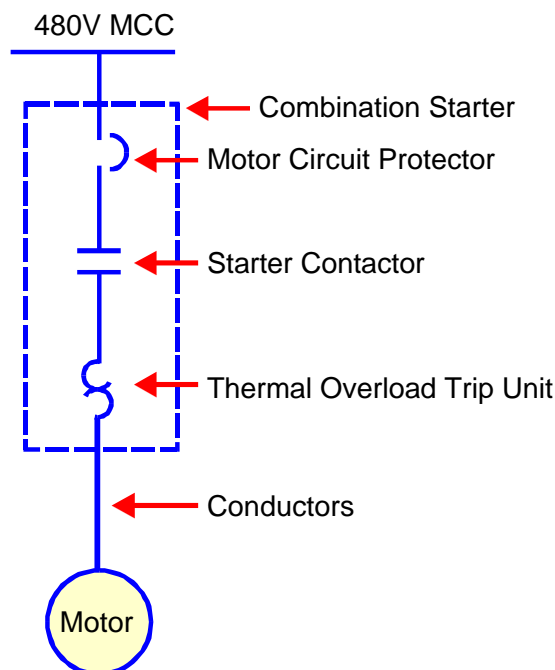 480V MCC
Combination Starter
Motor Circuit Protector
Starter Contactor
Thermal Overload Trip Unit
Conductors
Motor